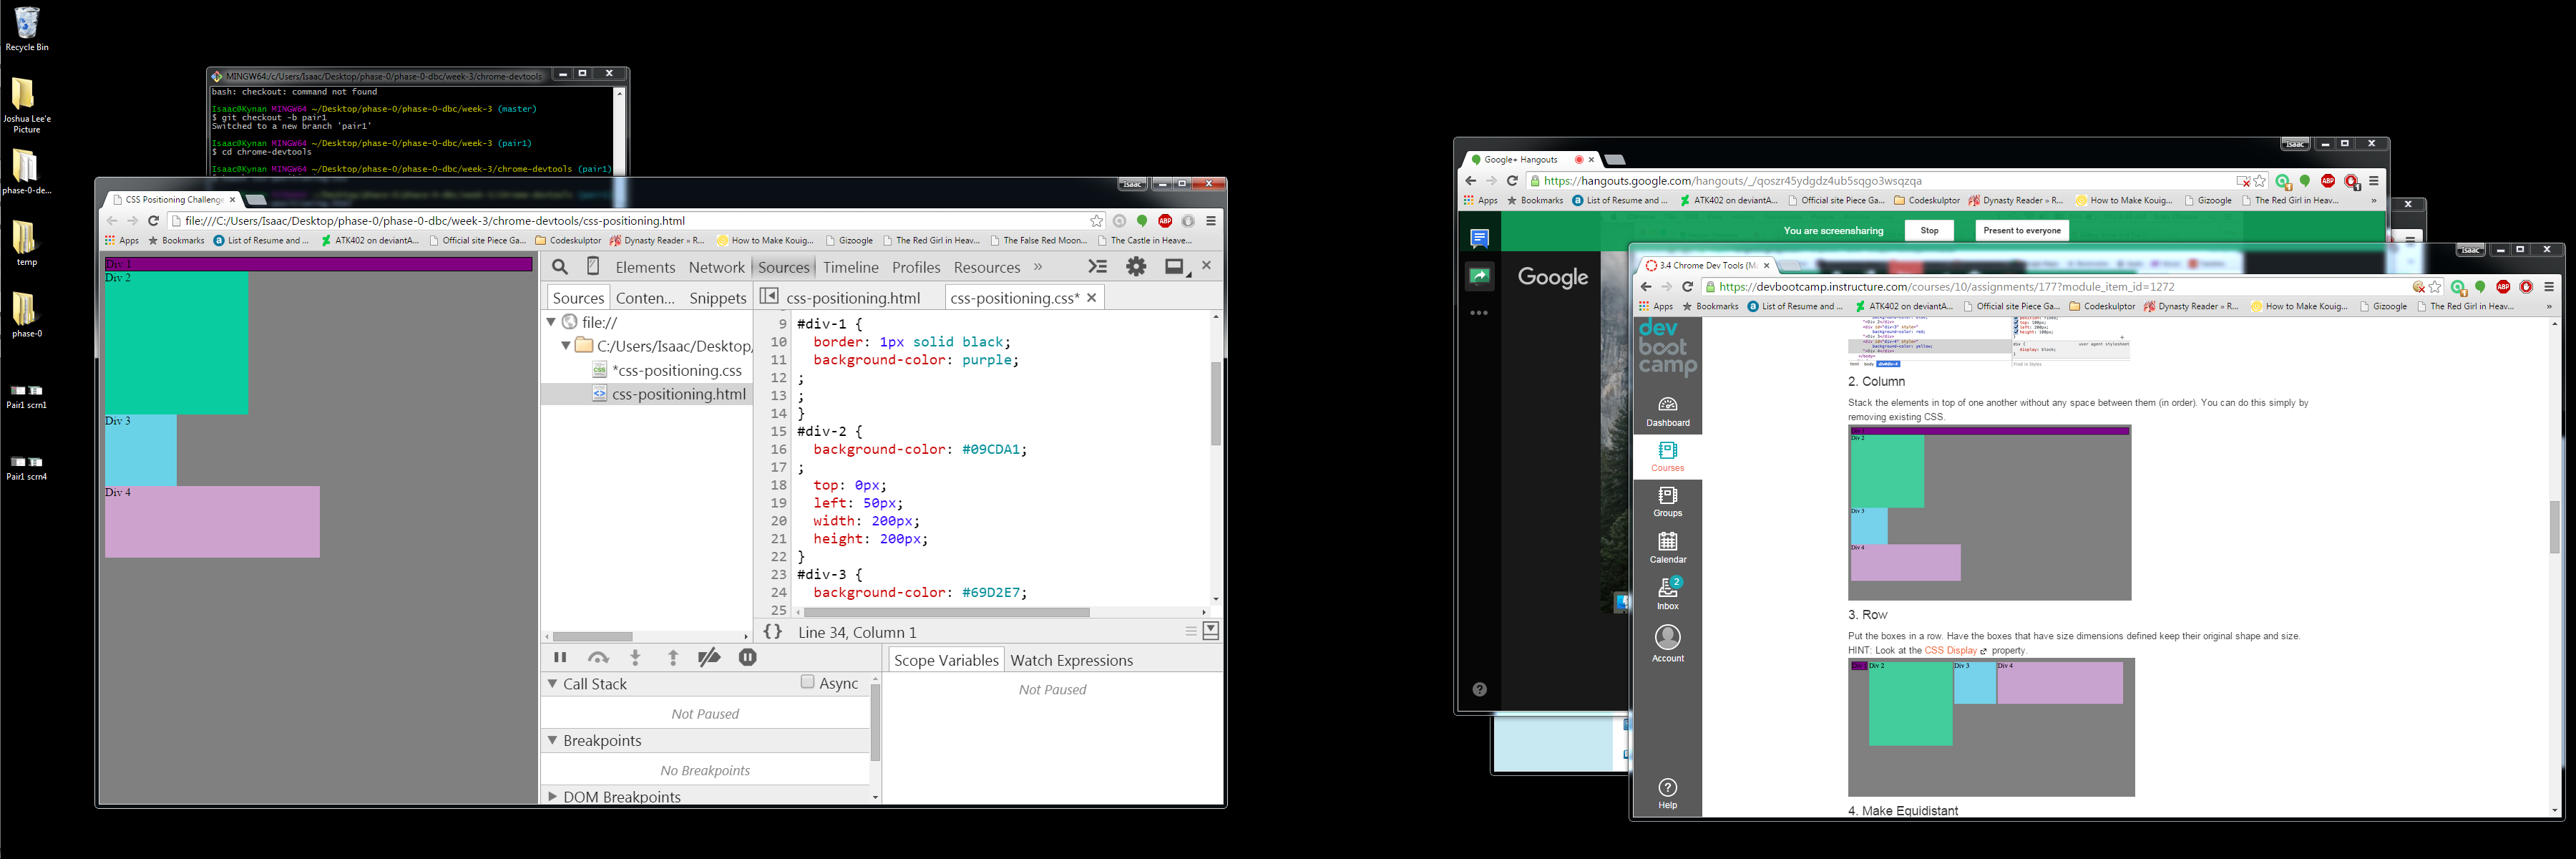 Recycle Bin
Joshua Lee'e
Picture
phase-0-de...
temp
phase-0
Pair1 scrn1
Pair1 scrn4
MINGW64:/c/Users/Isaac/Desktop/phase-0/phase-0-dbc/week-3/chrome-devtools
bash: checkout: command not found
Isaac@Kynan MINGW64 ~/Desktop/phase-0/phase-0-dbc/week-3 (master)
$ git checkout -b pair1
Switched to a new branch 'pair1'
Isaac@Kynan MINGW64 ~/Desktop/phase-0/phase-0-dbc/week-3 (pair1)
$ cd chrome-devtools
Isaac@Kynan MINGW64 ~/Desktop/phase-0/phase-0-dbc/week-3/chrome-devtools (pair1)
Isaac
CSS Positioning Challenge
file:///C:/Users/Isaac/Desktop/phase-0/phase-0-dbc/week-3/chrome-devtools/css-positioning.html
ABP
Apps Bookmarks List of Resume and ... ATK402 on deviantA... Official site Piece Ga... Codeskulptor Dynasty Reader » R... How to Make Kouig... Gizoogle The Red Girl in Heav... The False Red Moon... The Castle in Heave...
Div 1
Div 2
Div 3
Div 4
Elements Network Sources Timeline Profiles Resources »
Sources Conten... Snippets
file://
C:/Users/Isaac/Desktop/
*css-positioning.css
css-positioning.html
css-positioning.html css-positioning.css*
9 #div-1 {
10 border: 1px solid black;
11 background-color: purple;
12 ;
13 ;
14 }
15 #div-2 {
16 background-color: #09CDA1;
17 ;
18 top: 0px;
19 left: 50px;
20 width: 200px;
21 height: 200px;
22 }
23 #div-3 {
24 background-color: #69D2E7;
25
{} Line 34, Column 1
Call Stack Async
Not Paused
Breakpoints
No Breakpoints
DOM Breakpoints
Scope Variables Watch Expressions
Not Paused
Isaac
Google+ Hangouts
https://hangouts.google.com/hangouts/_/qoszr45ydgdz4ub5sqgo3wsqzqa
ABP
Apps Bookmarks List of Resume and ... ATK402 on deviantA... Official site Piece Ga... Codeskulptor Dynasty Reader » R... How to Make Kouig... Gizoogle The Red Girl in Heav... »
You are screensharing Stop Present to everyone
Google
Isaac
3.4 Chrome Dev Tools (Ma
https://devbootcamp.instructure.com/courses/10/assignments/177?module_item_id=1272
ABP
Apps Bookmarks List of Resume and ... ATK402 on deviantA... Official site Piece Ga... Codeskulptor Dynasty Reader » R... How to Make Kouig... Gizoogle The Red Girl in Heav... »
dev
boot
camp
Dashboard
Courses
Groups
Calendar
2
Inbox
Account
Help
2. Column
Stack the elements in top of one another without any space between them (in order). You can do this simply by
removing existing CSS.
Div 1
Div 2
Div 3
Div 4
3. Row
Put the boxes in a row. Have the boxes that have size dimensions defined keep their original shape and size.
HINT: Look at the CSS Display property.
Div 1 Div 2 Div 3 Div 4
4. Make Equidistant